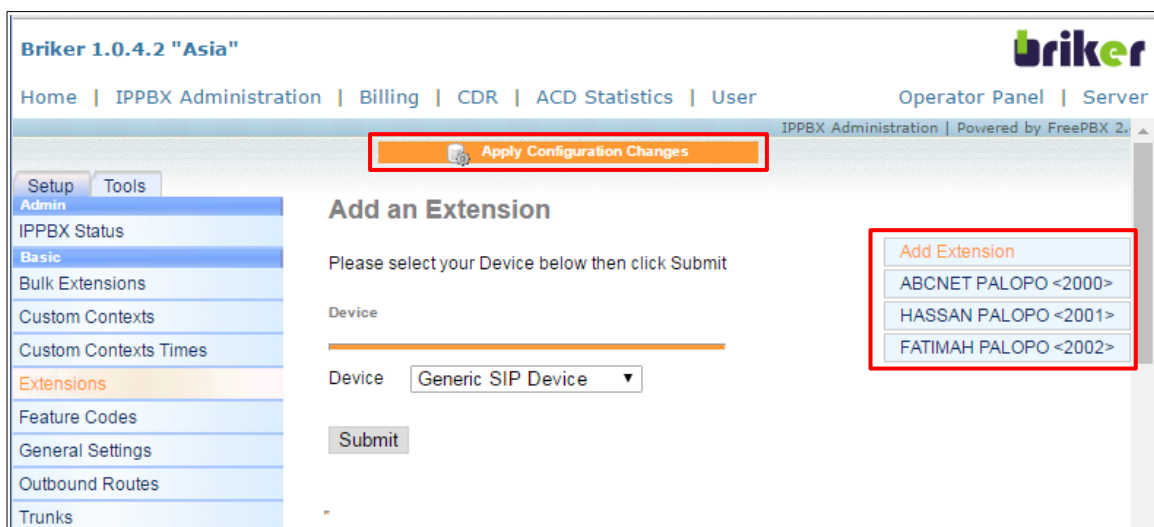 Briker 1.0.4.2 "Asia"
briker
Home | IPPBX Administration | Billing | CDR | ACD Statistics | User Operator Panel | Server
IPPBX Administration | Powered by FreePBX 2.
Apply Configuration Changes
Setup Tools
Admin
IPPBX Status
Basic
Bulk Extensions
Custom Contexts
Custom Contexts Times
Extensions
Feature Codes
General Settings
Outbound Routes
Trunks
Add an Extension
Please select your Device below then click Submit
Device
Device Generic SIP Device
Submit
Add Extension
ABCNET PALOPO <2000>
HASSAN PALOPO <2001>
FATIMAH PALOPO <2002>